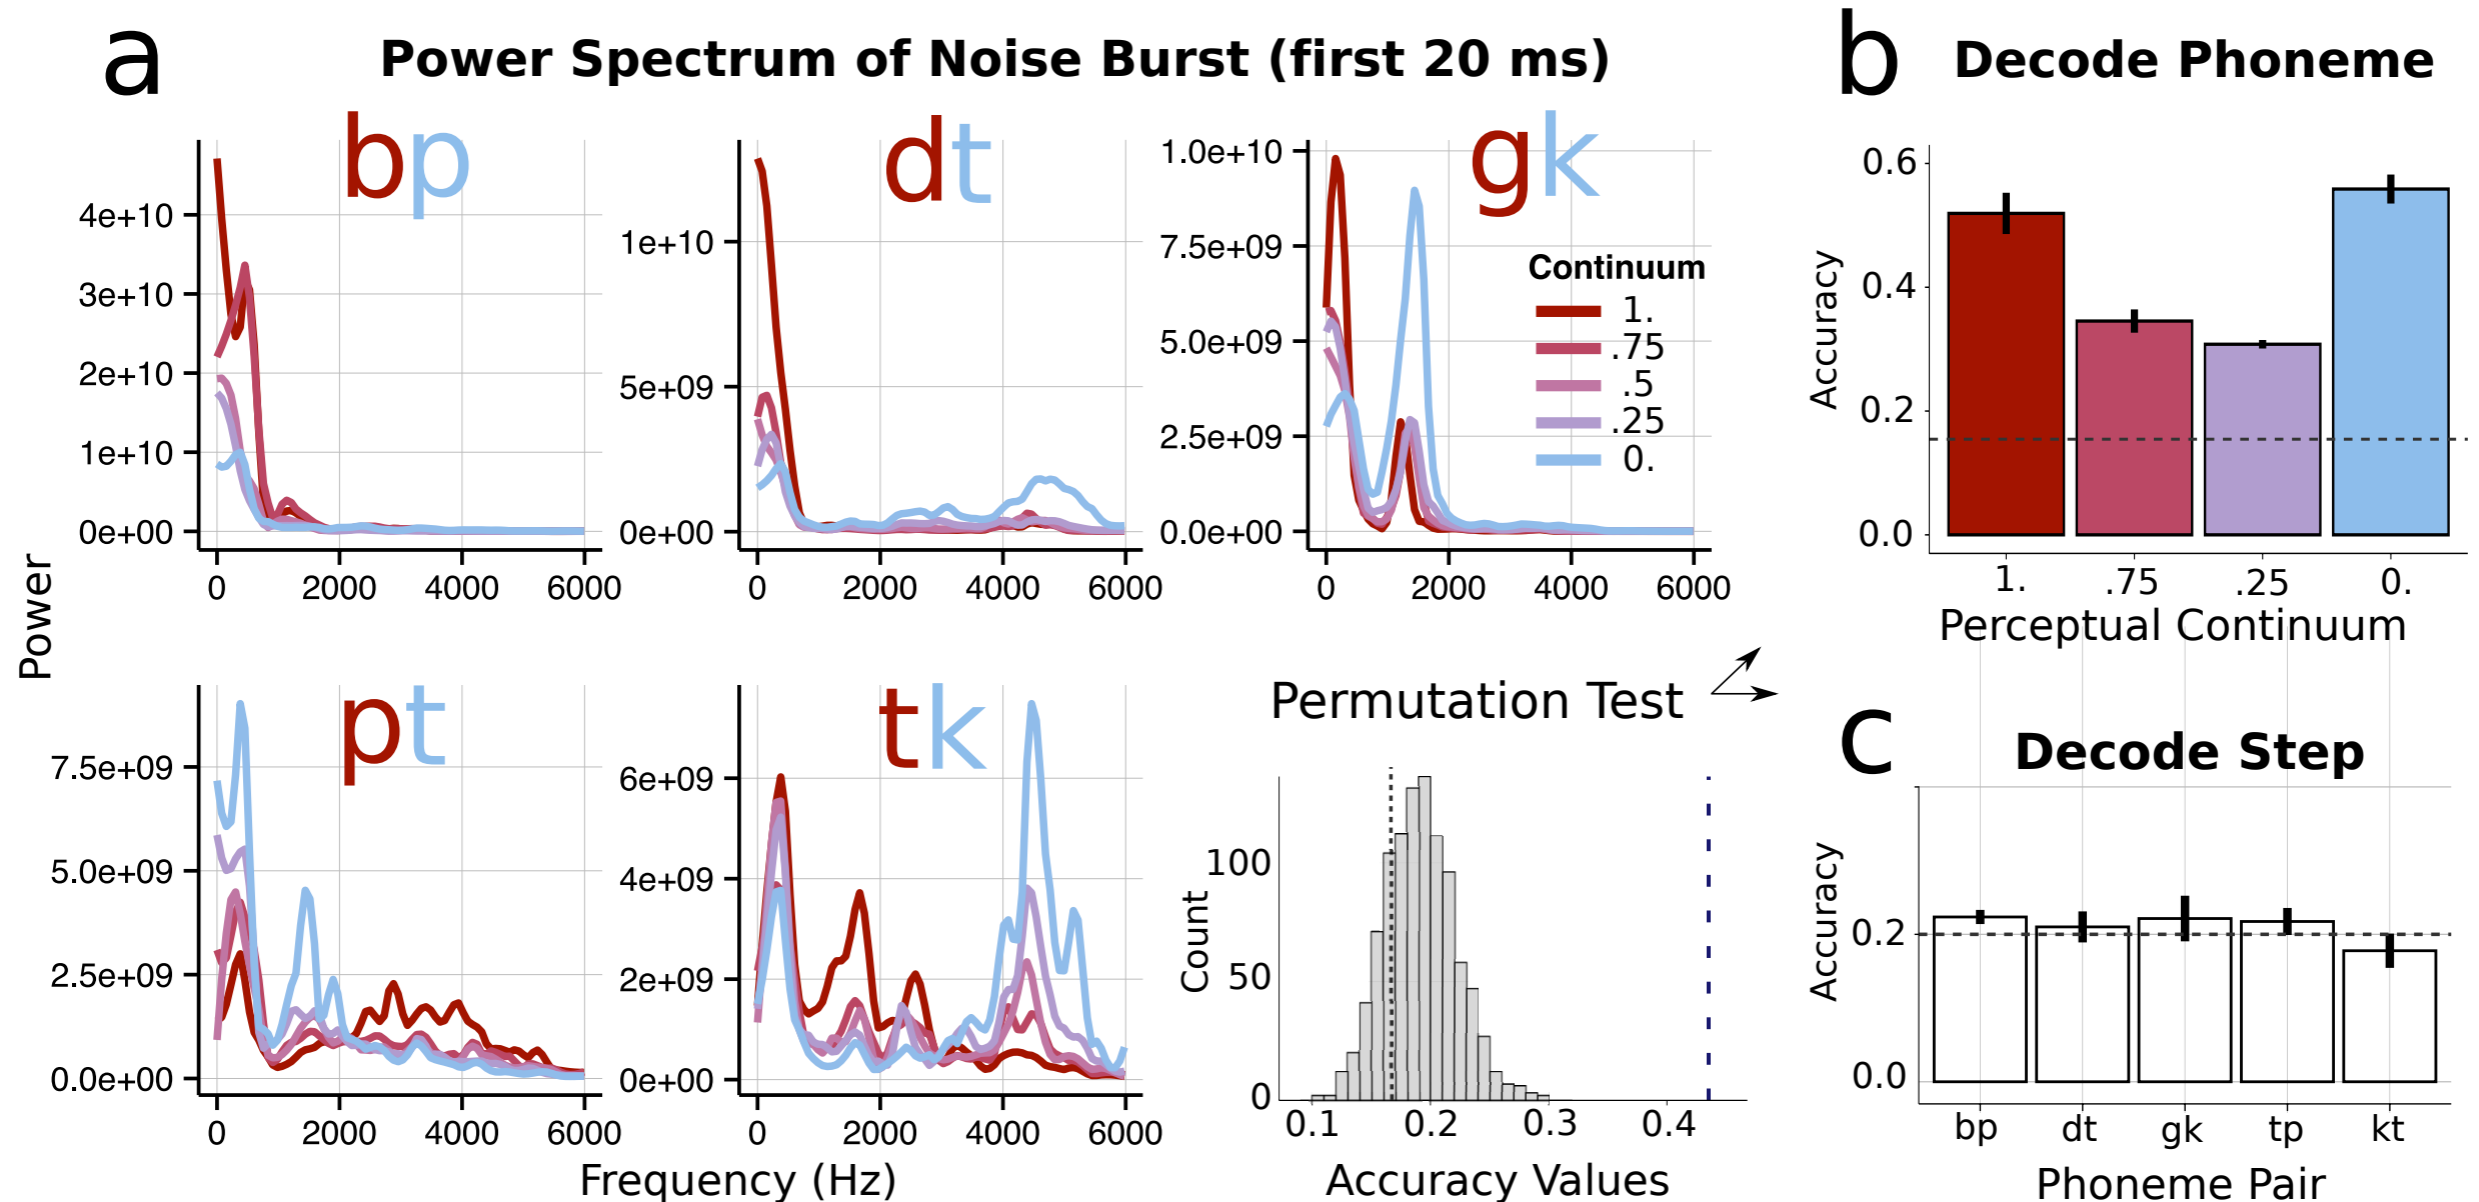 a
Power Spectrum of Noise Burst (first 20 ms)
bp
4e+10
3e+10
2e+10
1e+10
0e+00
0 2000 4000 6000
dt
1e+10
5e+09
0e+00
0 2000 4000 6000
gk
1.0e+10
7.5e+09
5.0e+09
2.5e+09
0.0e+00
0 2000 4000 6000
Continuum
1.
.75
.5
.25
0.
Power
pt
7.5e+09
5.0e+09
2.5e+09
0.0e+00
0 2000 4000 6000
tk
6e+09
4e+09
2e+09
0e+00
0 2000 4000 6000
Frequency (Hz)
Permutation Test
Count
100
50
0
0.1 0.2 0.3 0.4
Accuracy Values
b
Decode Phoneme
Accuracy
0.6
0.4
0.2
0.0
1. .75 .25 0.
Perceptual Continuum
c
Decode Step
Accuracy
0.2
0.0
bp dt gk tp kt
Phoneme Pair